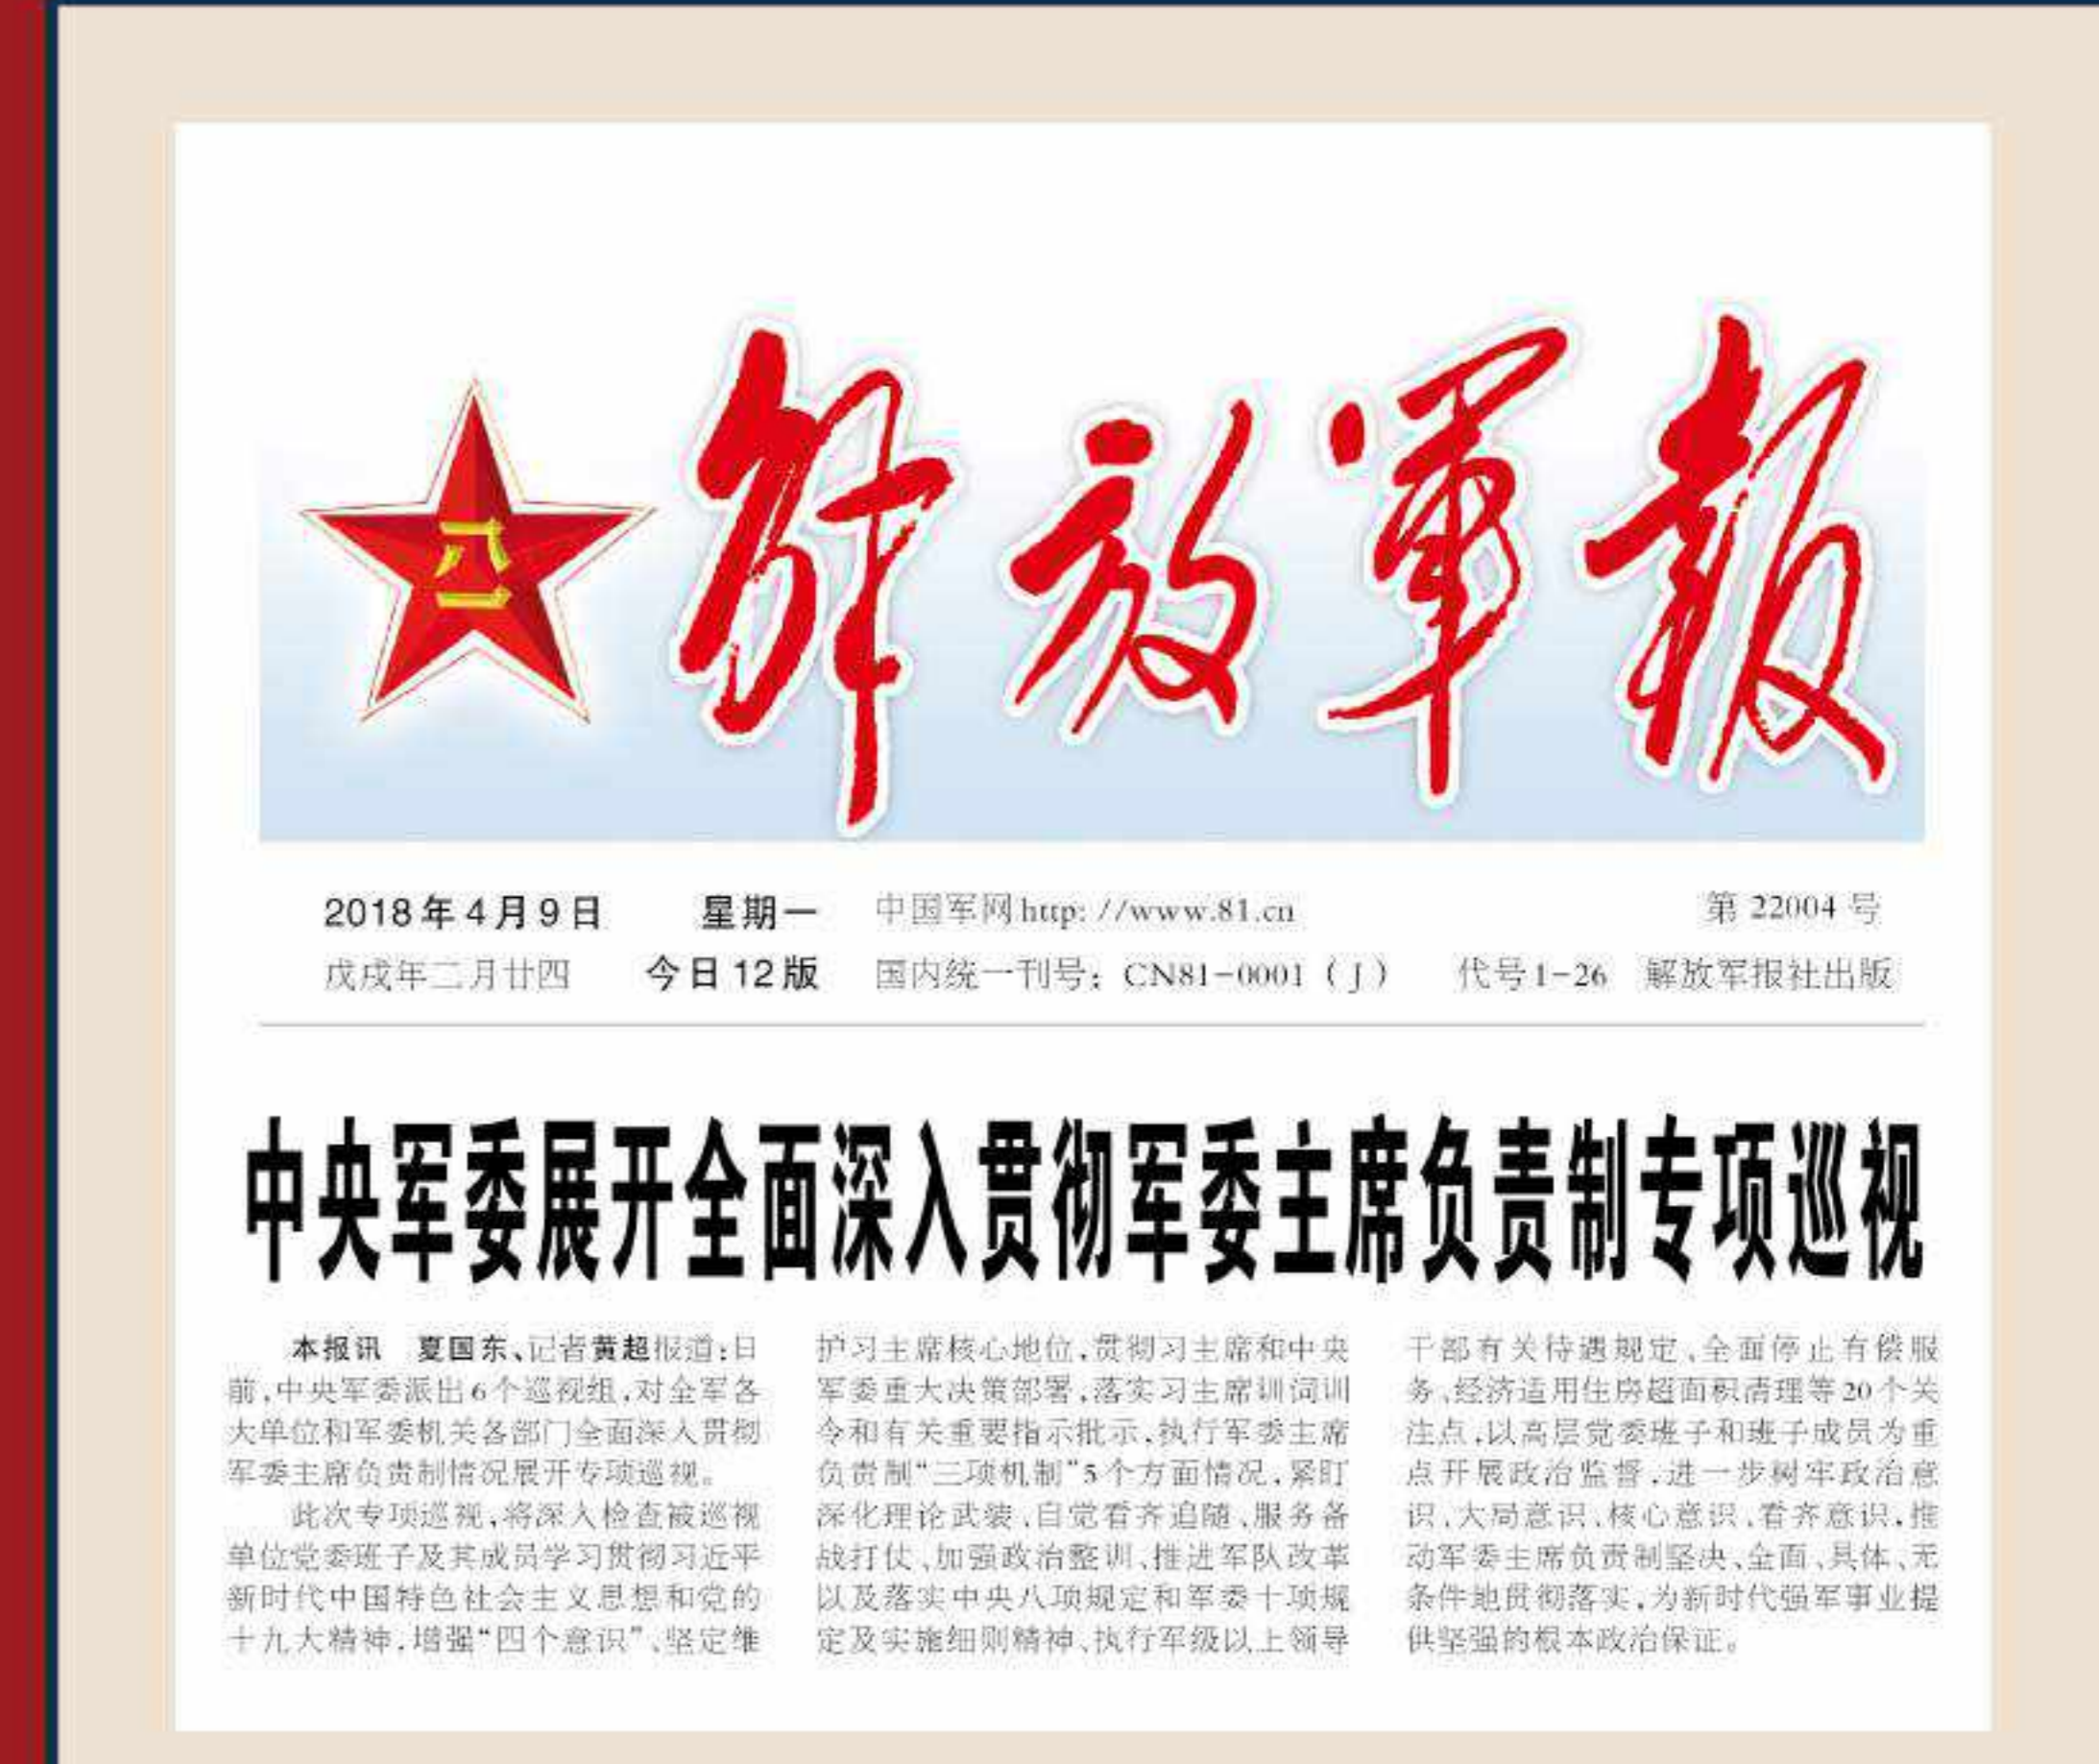 八一
解放軍報
2018年4月9日 星期一 中国军网http: //www.81.cn 第 22004 号
戊戌年二月廿四 今日12版 国内统一刊号：CN81-0001（J） 代号1-26 解放军报社出版
中央军委展开全面深入贯彻军委主席负责制专项巡视
本报讯 夏国东、记者黄超报道：日
前，中央军委派出6个巡视组，对全军各
大单位和军委机关各部门全面深入贯彻
军委主席负责制情况展开专项巡视。
此次专项巡视，将深入检查被巡视
单位党委班子及其成员学习贯彻习近平
新时代中国特色社会主义思想和党的
十九大精神，增强“四个意识”、坚定维
护习主席核心地位，贯彻习主席和中央
军委重大决策部署，落实习主席训词训
令和有关重要指示批示，执行军委主席
负责制“三项机制”5个方面情况，紧盯
深化理论武装、自觉看齐追随、服务备
战打仗、加强政治整训、推进军队改革
以及落实中央八项规定和军委十项规
定及实施细则精神、执行军级以上领导
干部有关待遇规定、全面停止有偿服
务、经济适用住房超面积清理等20个关
注点，以高层党委班子和班子成员为重
点开展政治监督，进一步树牢政治意
识、大局意识、核心意识、看齐意识，推
动军委主席负责制坚决、全面、具体、无
条件地贯彻落实，为新时代强军事业提
供坚强的根本政治保证。